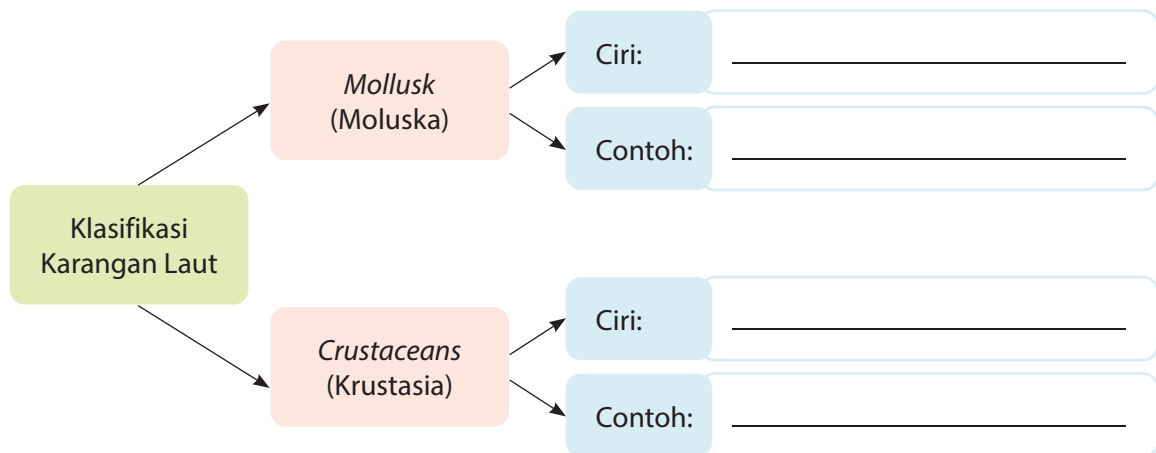 Klasifikasi
Karangan Laut
Mollusk
(Moluska)
Ciri:
Contoh:
Crustaceans
(Krustasia)
Ciri:
Contoh: